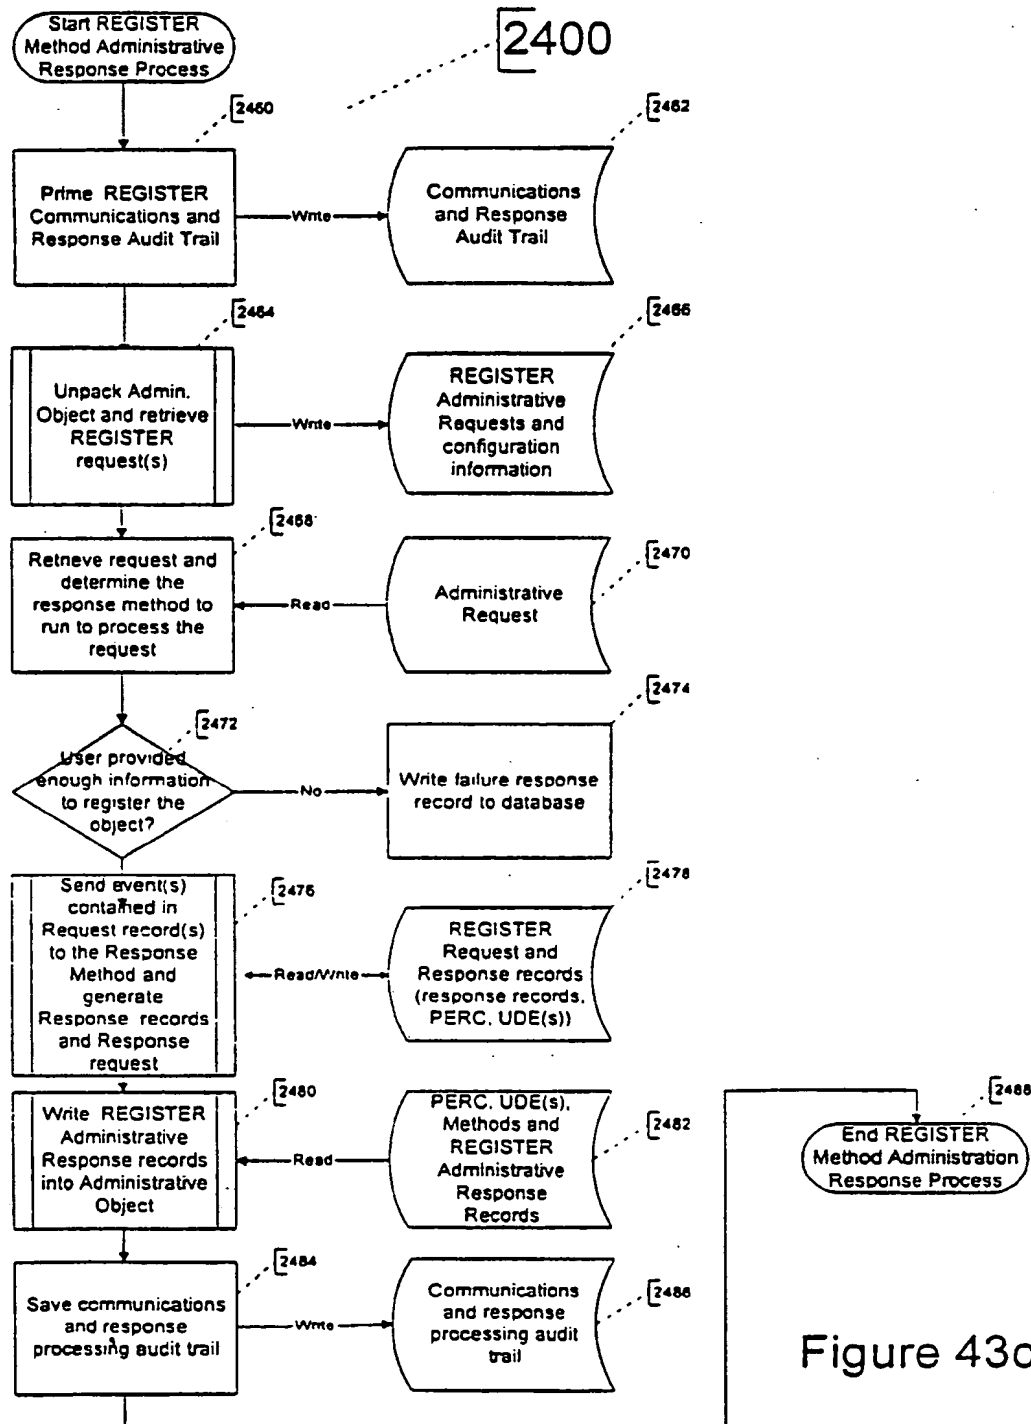 Start REGISTER
Method Administrative
Response Process
2400
2460
2462
Prime REGISTER
Communications and
Response Audit Trail
Write
Communications
and Response
Audit Trail
2464
2466
Unpack Admin.
Object and retrieve
REGISTER
request(s)
Write
REGISTER
Administrative
Requests and
configuration
information
2468
2470
Retrieve request and
determine the
response method to
run to process the
request
Read
Administrative
Request
2472
2474
User provided
enough information
to register the
object?
No
Write failure response
record to database
2476
2478
Send event(s)
contained in
Request record(s)
to the Response
Method and
generate
Response records
and Response
request
Read/Write
REGISTER
Request and
Response records
(response records,
PERC, UDE(s))
2480
2482
Write REGISTER
Administrative
Response records
into Administrative
Object
Read
PERC, UDE(s),
Methods and
REGISTER
Administrative
Response
Records
2488
End REGISTER
Method Administration
Response Process
2484
2486
Save communications
and response
processing audit trail
Write
Communications
and response
processing audit
trail
Figure 43c